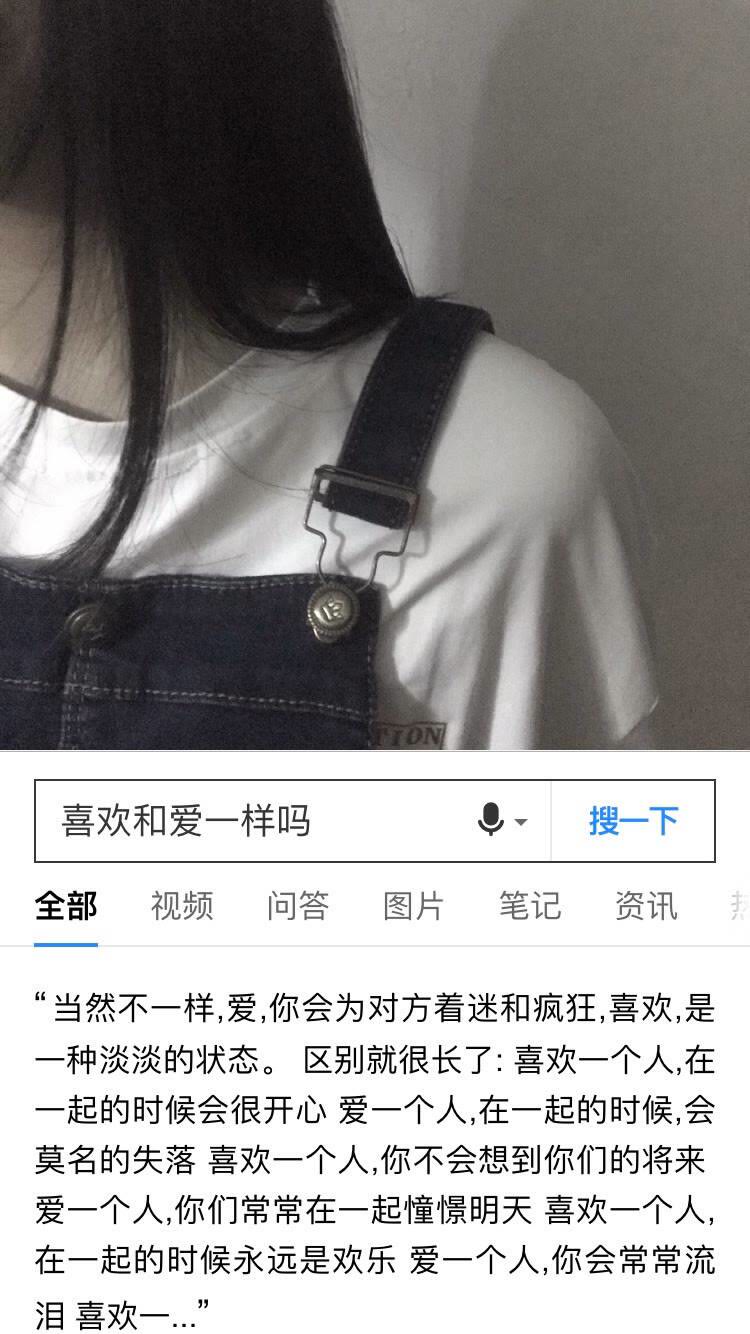 TION
喜欢和爱一样吗
搜一下
全部 视频 问答 图片 笔记 资讯
“当然不一样,爱,你会为对方着迷和疯狂,喜欢,是
一种淡淡的状态。 区别就很长了: 喜欢一个人,在
一起的时候会很开心 爱一个人,在一起的时候,会
莫名的失落 喜欢一个人,你不会想到你们的将来
爱一个人,你们常常在一起憧憬明天 喜欢一个人,
在一起的时候永远是欢乐 爱一个人,你会常常流
泪 喜欢一...”